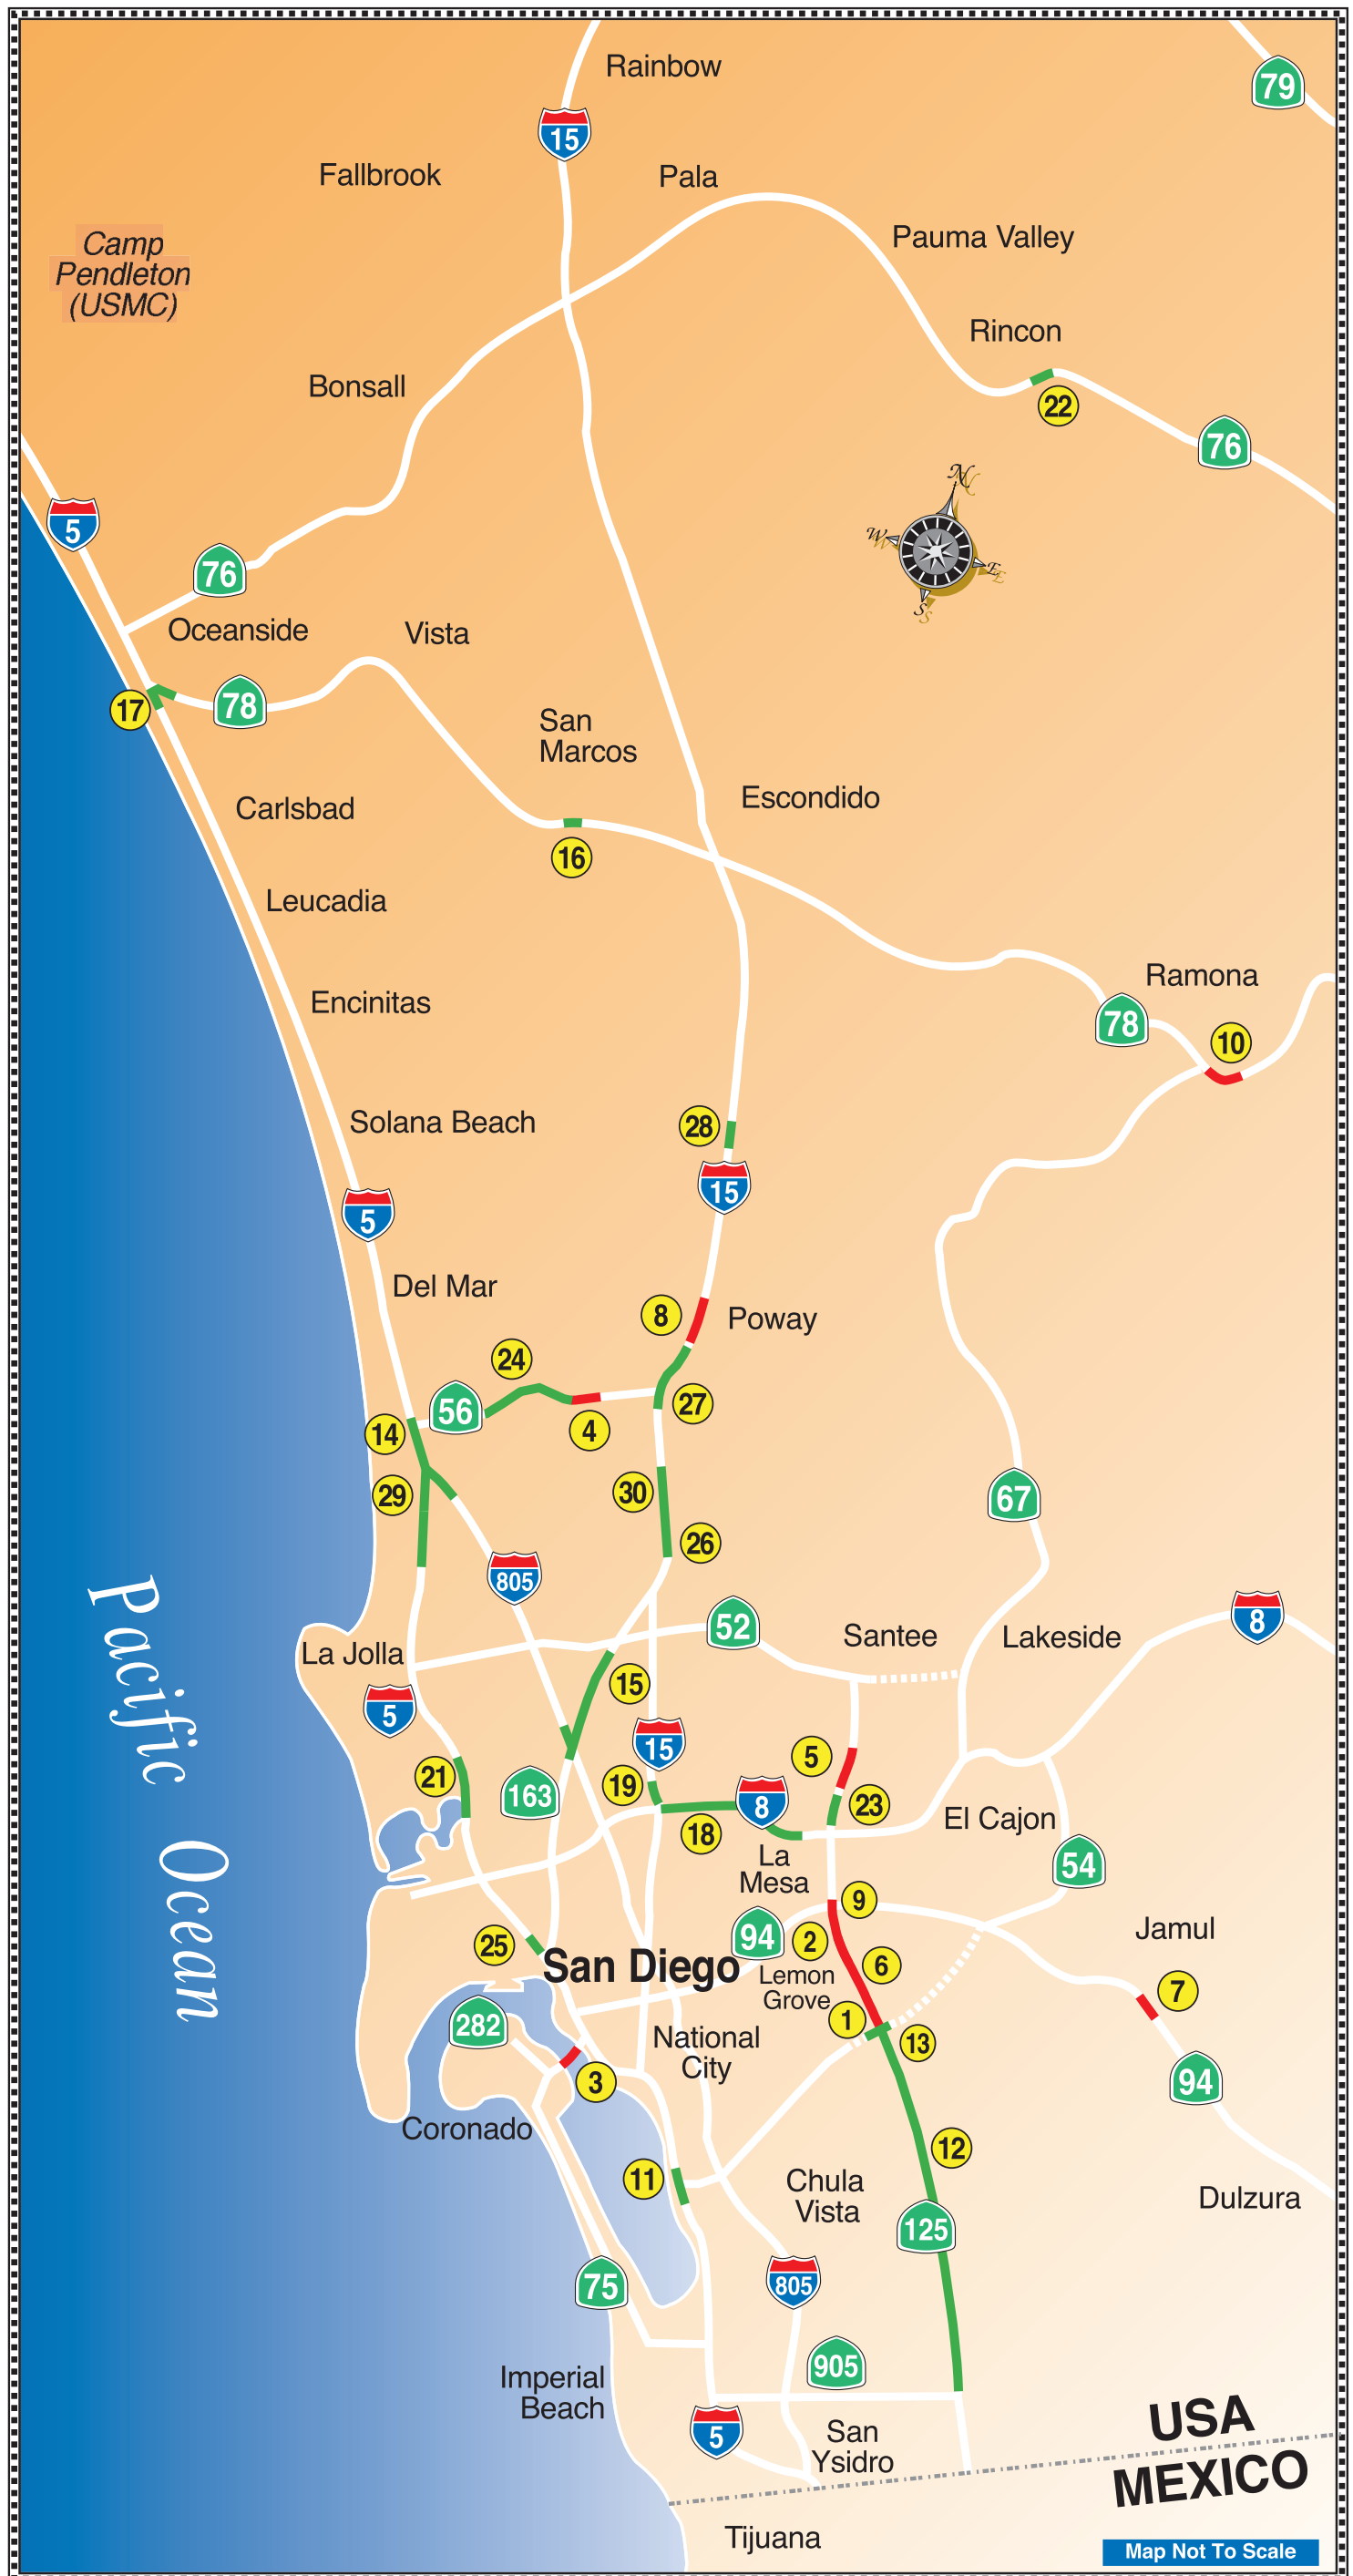 Rainbow
79
15
Fallbrook
Pala
Pauma Valley
Camp
Pendleton
(USMC)
Rincon
Bonsall
22
76
N
W
E
S
5
76
Oceanside
Vista
17
78
San
Marcos
Carlsbad
Escondido
16
Leucadia
Ramona
Encinitas
78
10
Solana Beach
28
15
5
Del Mar
8
Poway
24
56
4
27
14
29
30
67
26
805
Pacific Ocean
52
Santee
Lakeside
8
La Jolla
15
5
15
5
21
163
19
8
23
18
El Cajon
La
Mesa
54
9
94
2
Jamul
25
San Diego
6
Lemon
Grove
7
282
1
13
National
City
3
94
Coronado
12
11
Chula
Vista
Dulzura
125
75
805
905
Imperial
Beach
5
San
Ysidro
USA
MEXICO
Tijuana
Map Not To Scale